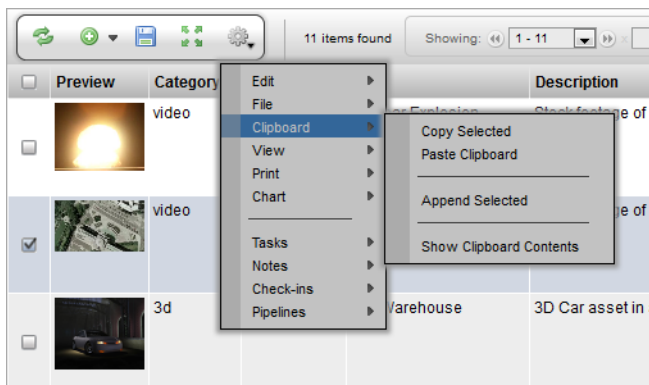 11 items found
Showing:
1 - 11
Preview
Category
Description
video
Edit
File
Clipboard
View
Print
Chart
Tasks
Notes
Check-ins
Pipelines
Explosion
Stock footage of
Copy Selected
Paste Clipboard
Append Selected
Show Clipboard Contents
video
of
3d
Warehouse
3D Car asset in